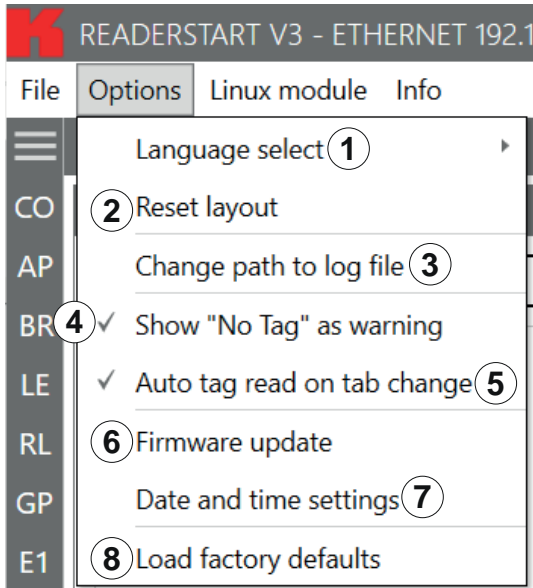 READERSTART V3 - ETHERNET 192.1
File Options Linux module Info
Language select 1
CO 2 Reset layout
AP Change path to log file 3
BR 4 ✓ Show "No Tag" as warning
LE ✓ Auto tag read on tab change 5
RL 6 Firmware update
GP Date and time settings 7
E1 8 Load factory defaults